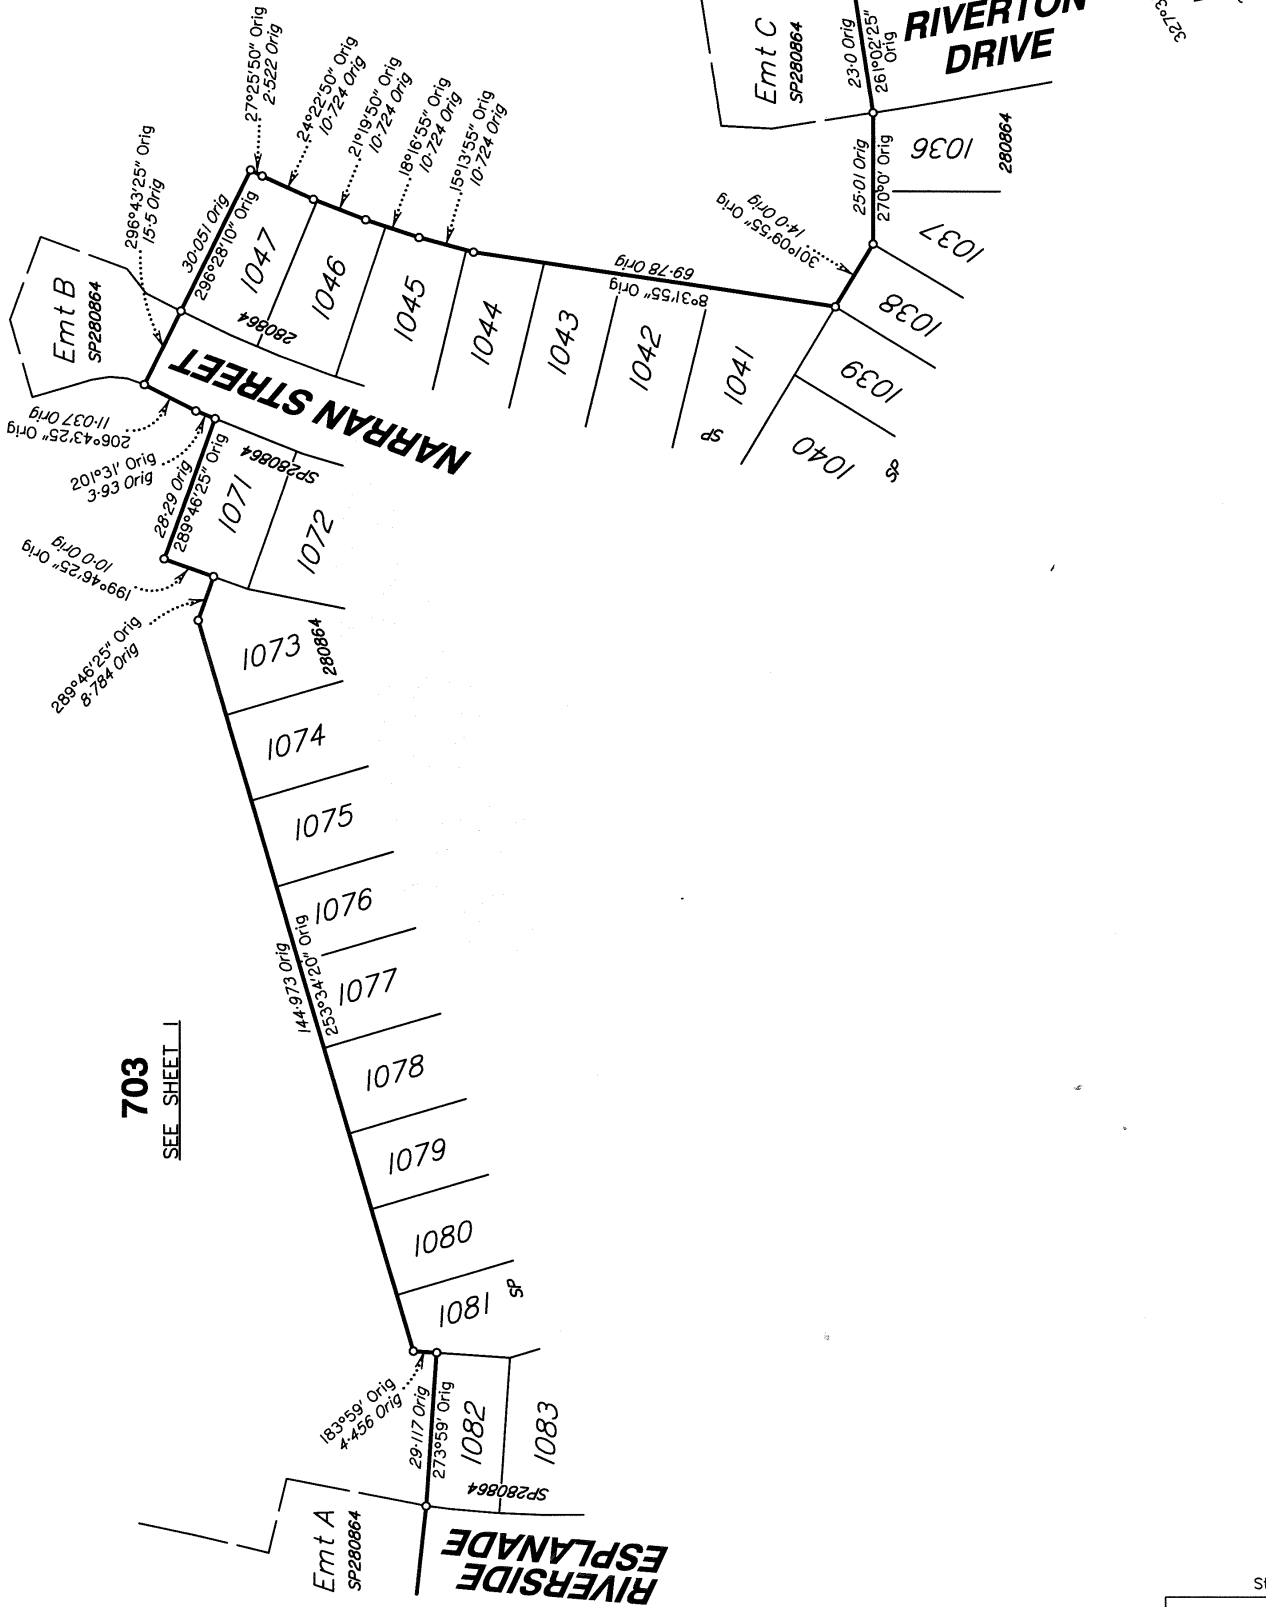 703
SEE SHEET 1
Emt A
SP280864
RIVERSIDE
ESPLANADE
183°59' Orig
4·456 Orig
29·117 Orig
273°59' Orig
1082
1083
SP280864
1081
SP
1080
1079
1078
1077
1076
1075
1074
1073
280864
144·973 Orig
253°34'20" Orig
289°46'25" Orig
8·784 Orig
199°46'25" Orig
10·0 Orig
28·29 Orig
289°46'25" Orig
1071
1072
SP280864
201°31' Orig
3·93 Orig
206°43'25" Orig
11·037 Orig
NARRAN STREET
Emt B
SP280864
296°43'25" Orig
15·5 Orig
30·051 Orig
296°28'10" Orig
280864
1047
1046
1045
1044
1043
1042
1041
SP
1040
SP
1039
1038
1037
1036
280864
27°25'50" Orig
2·522 Orig
24°22'50" Orig
10·724 Orig
21°19'50" Orig
10·724 Orig
18°16'55" Orig
10·724 Orig
15°13'55" Orig
10·724 Orig
69·78 Orig
8°31'55" Orig
301°09'55" Orig
14·0 Orig
25·01 Orig
270°0' Orig
Emt C
SP280864
23·0 Orig
261°02'25"
Orig
RIVERTON
DRIVE
327°3
St